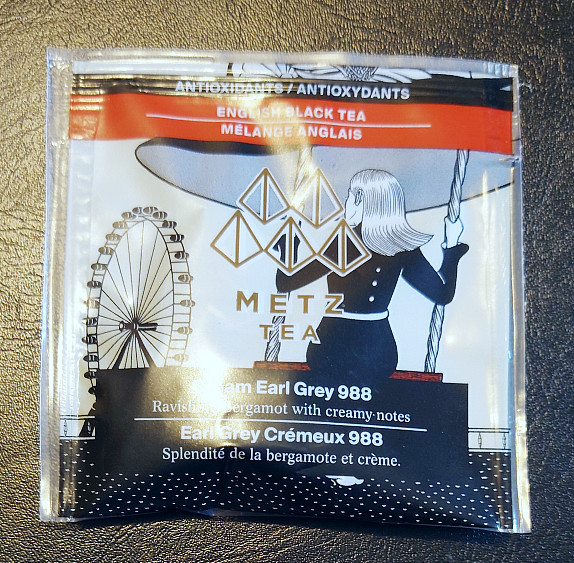 ANTIOXIDANTS / ANTIOXYDANTS
ENGLISH BLACK TEA
MÉLANGE ANGLAIS
METZ
TEA
Earl Grey 988
bergamot with creamy notes
Earl Grey Crémeux 988
Splendité de la bergamote et crème.